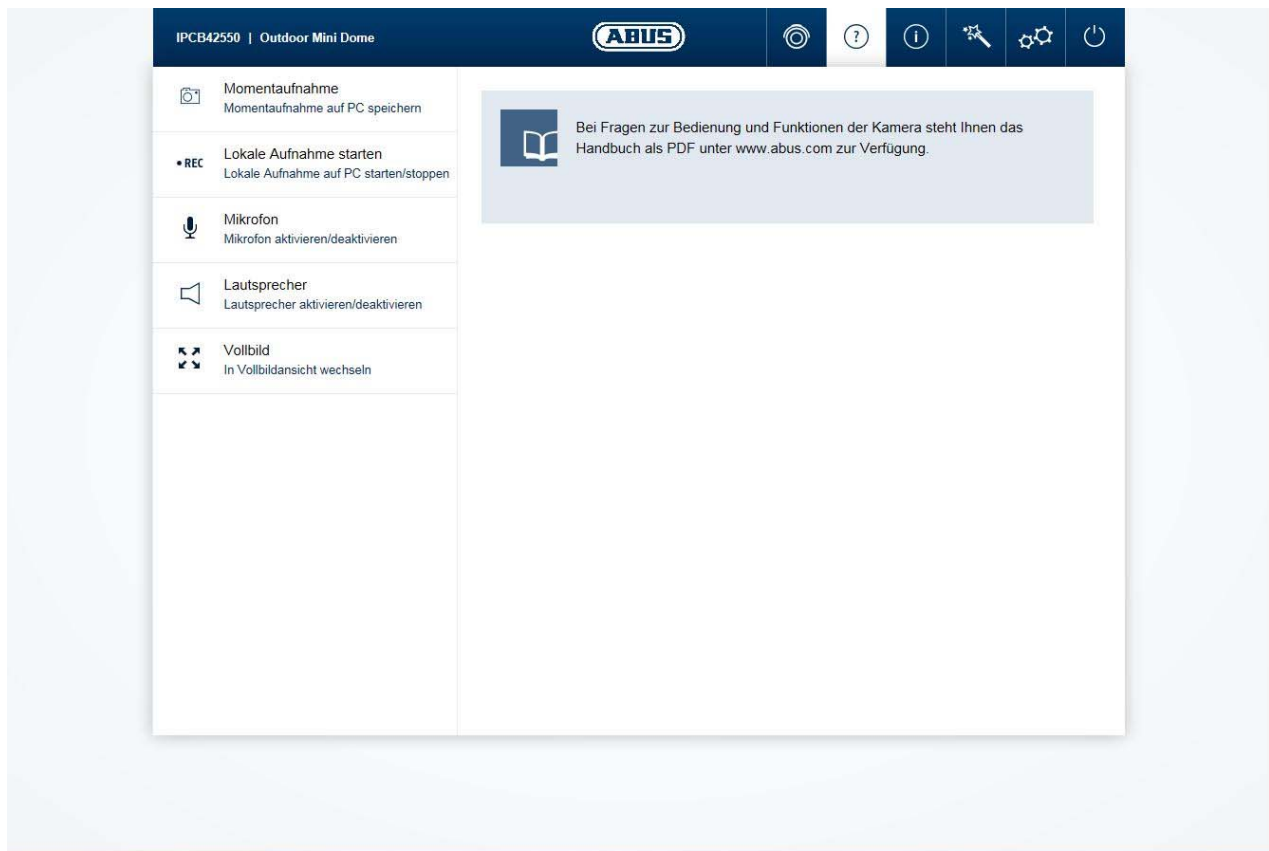 IPCB42550 | Outdoor Mini Dome
ABUS
Momentaufnahme
Momentaufnahme auf PC speichern
REC
Lokale Aufnahme starten
Lokale Aufnahme auf PC starten/stoppen
Mikrofon
Mikrofon aktivieren/deaktivieren
Lautsprecher
Lautsprecher aktivieren/deaktivieren
Vollbild
In Vollbildansicht wechseln
Bei Fragen zur Bedienung und Funktionen der Kamera steht Ihnen das
Handbuch als PDF unter www.abus.com zur Verfügung.